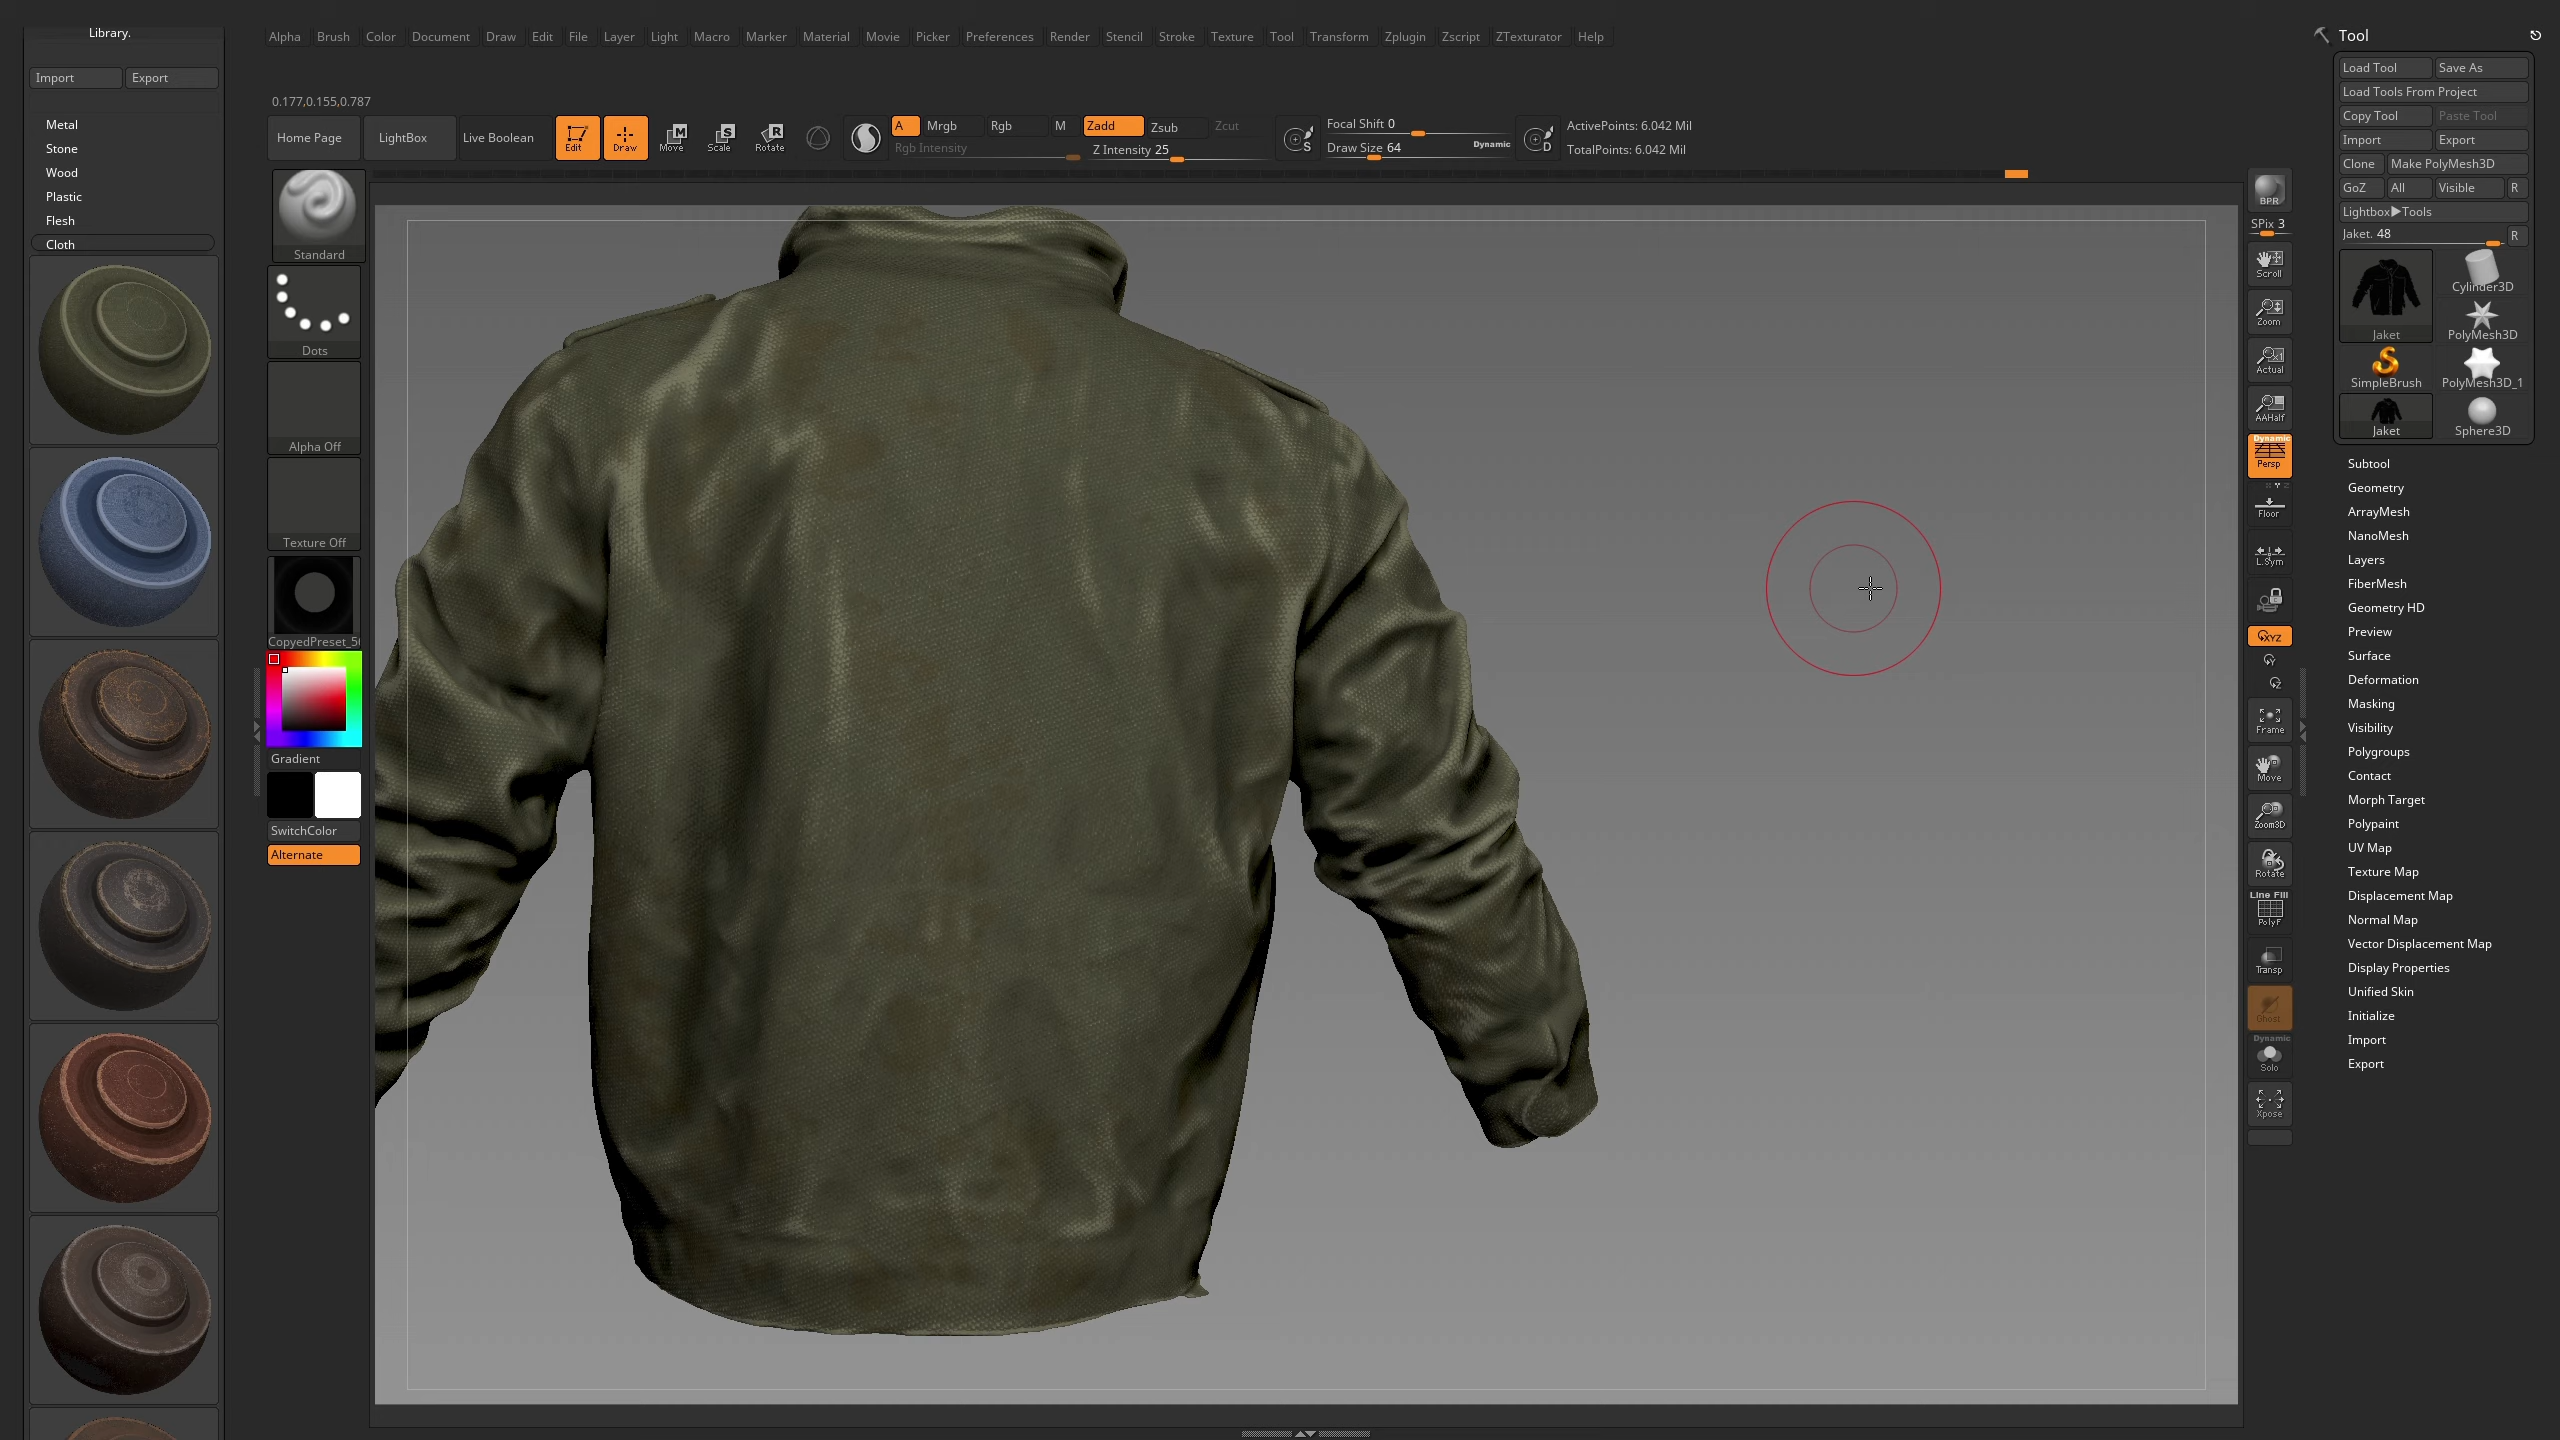 Library.
Import
Export
Metal
Stone
Wood
Plastic
Flesh
Cloth
Alpha Brush Color Document Draw Edit File Layer Light Macro Marker Material Movie Picker Preferences Render Stencil Stroke Texture Tool Transform Zplugin Zscript ZTexturator Help
0.177,0.155,0.787
Home Page
LightBox
Live Boolean
Edit
Draw
Move
M
Scale
S
Rotate
R
A
Mrgb
Rgb
M
Zadd
Zsub
Zcut
Rgb Intensity
Z Intensity 25
S
Focal Shift 0
Draw Size 64
Dynamic
D
ActivePoints: 6.042 Mil
TotalPoints: 6.042 Mil
Standard
Dots
Alpha Off
Texture Off
Gradient
SwitchColor
Alternate
BPR
SPix 3
Scroll
Zoom
Actual
AAHalf
Dynamic
Persp
Floor
L.Sym
XYZ
Y
Z
Frame
Move
Zoom3D
Rotate
Line Fill
PolyF
Transp
Ghost
Dynamic
Solo
Xpose
Tool
Load Tool
Save As
Load Tools From Project
Copy Tool
Paste Tool
Import
Export
Clone
Make PolyMesh3D
GoZ
All
Visible
R
Lightbox▶Tools
Jaket. 48
R
Jaket
Cylinder3D
PolyMesh3D
SimpleBrush
PolyMesh3D_1
Jaket
Sphere3D
Subtool
Geometry
ArrayMesh
NanoMesh
Layers
FiberMesh
Geometry HD
Preview
Surface
Deformation
Masking
Visibility
Polygroups
Contact
Morph Target
Polypaint
UV Map
Texture Map
Displacement Map
Normal Map
Vector Displacement Map
Display Properties
Unified Skin
Initialize
Import
Export